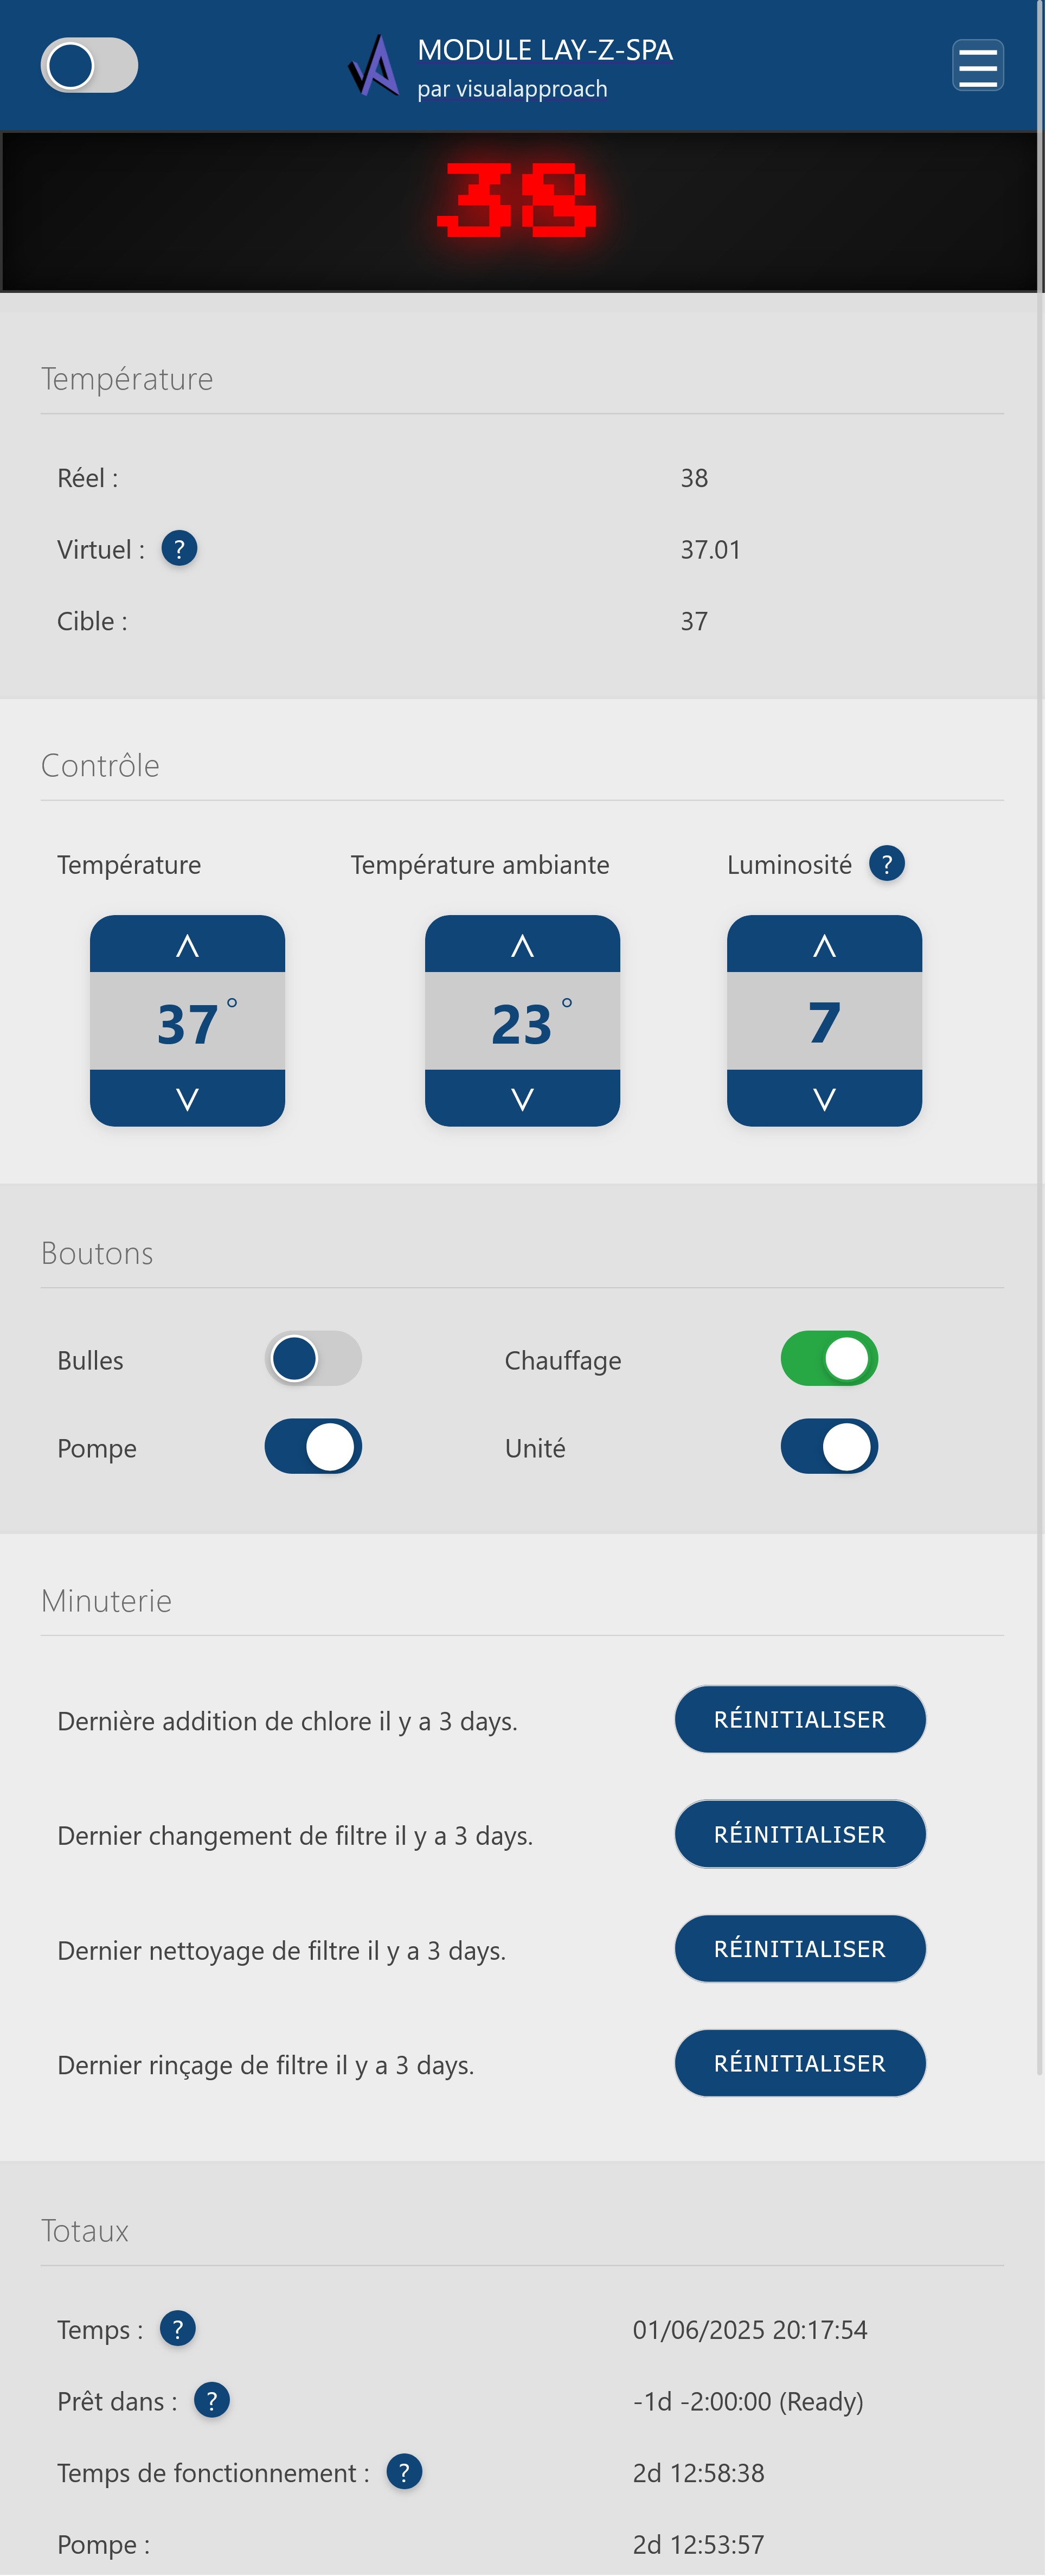 MODULE LAY-Z-SPA
par visualapproach
38
Température
Réel : 38
Virtuel : ? 37.01
Cible : 37
Contrôle
Température Température ambiante Luminosité ?
37° 23° 7
Boutons
Bulles Chauffage
Pompe Unité
Minuterie
Dernière addition de chlore il y a 3 days. RÉINITIALISER
Dernier changement de filtre il y a 3 days. RÉINITIALISER
Dernier nettoyage de filtre il y a 3 days. RÉINITIALISER
Dernier rinçage de filtre il y a 3 days. RÉINITIALISER
Totaux
Temps : ? 01/06/2025 20:17:54
Prêt dans : ? -1d -2:00:00 (Ready)
Temps de fonctionnement : ? 2d 12:58:38
Pompe : 2d 12:53:57